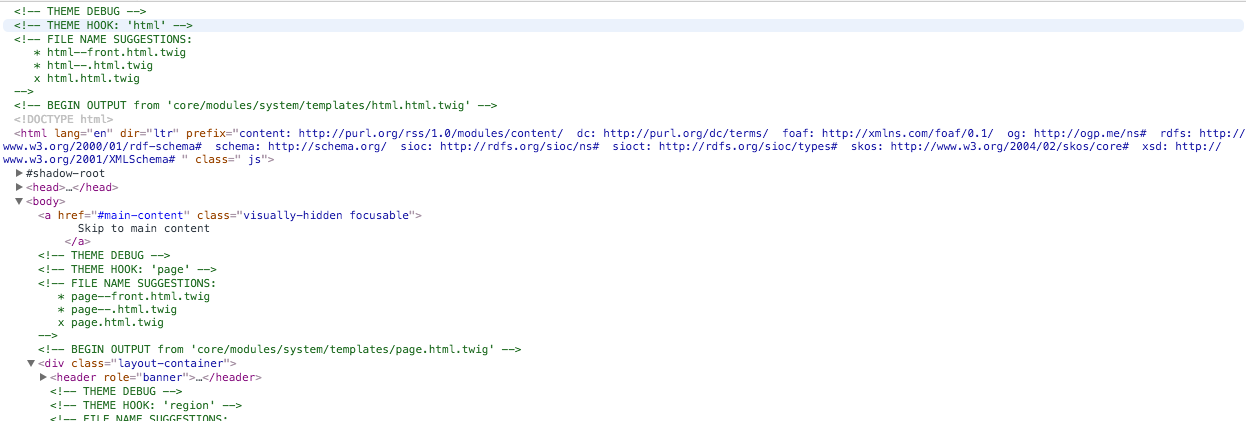 <!-- THEME DEBUG -->
<!-- THEME HOOK: 'html' -->
<!-- FILE NAME SUGGESTIONS:
* html--front.html.twig
* html--.html.twig
x html.html.twig
-->
<!-- BEGIN OUTPUT from 'core/modules/system/templates/html.html.twig' -->
<!DOCTYPE html>
<html lang="en" dir="ltr" prefix="content: http://purl.org/rss/1.0/modules/content/  dc: http://purl.org/dc/terms/  foaf: http://xmlns.com/foaf/0.1/  og: http://ogp.me/ns#  rdfs: http://
www.w3.org/2000/01/rdf-schema#  schema: http://schema.org/  sioc: http://rdfs.org/sioc/ns#  sioct: http://rdfs.org/sioc/types#  skos: http://www.w3.org/2004/02/skos/core#  xsd: http://
www.w3.org/2001/XMLSchema# " class=" js">
▶#shadow-root
▶<head>…</head>
▼<body>
<a href="#main-content" class="visually-hidden focusable">
Skip to main content
</a>
<!-- THEME DEBUG -->
<!-- THEME HOOK: 'page' -->
<!-- FILE NAME SUGGESTIONS:
* page--front.html.twig
* page--.html.twig
x page.html.twig
-->
<!-- BEGIN OUTPUT from 'core/modules/system/templates/page.html.twig' -->
▼<div class="layout-container">
▶<header role="banner">…</header>
<!-- THEME DEBUG -->
<!-- THEME HOOK: 'region' -->
<!-- FILE NAME SUGGESTIONS: